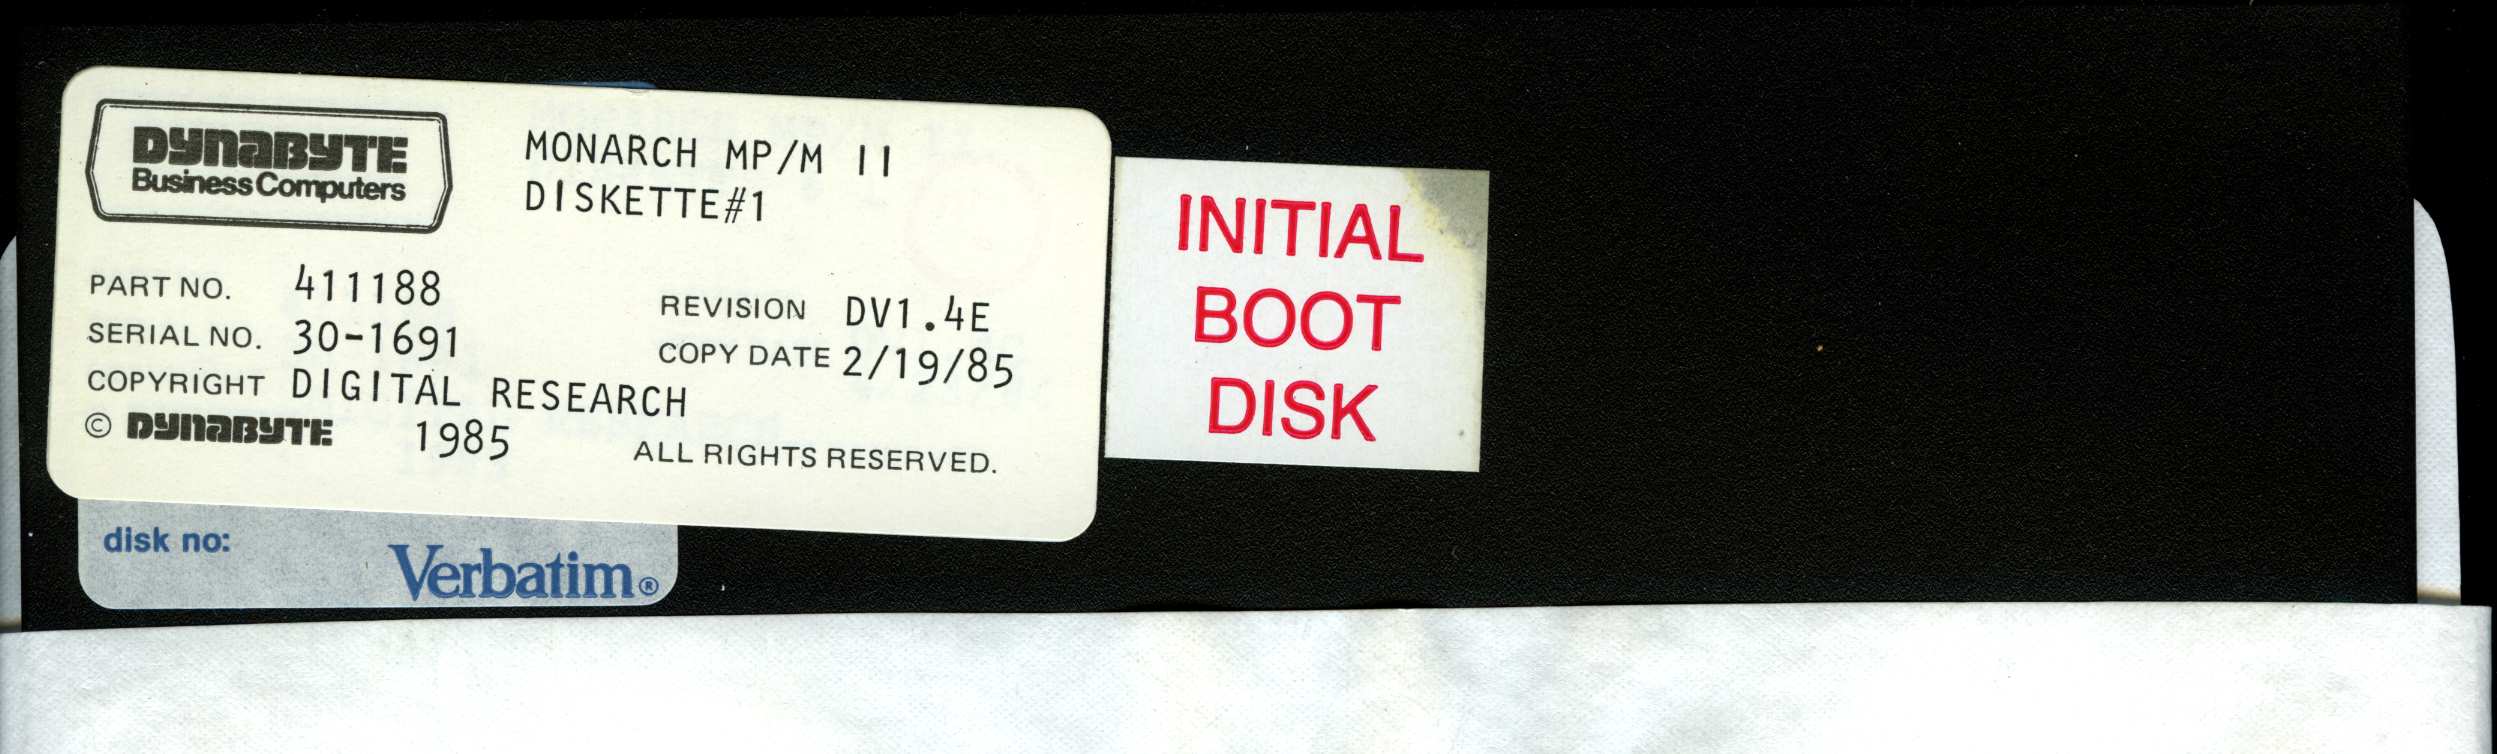 DYNABYTE
Business Computers
MONARCH MP/M II
DISKETTE#1
PART NO. 411188
SERIAL NO. 30-1691
REVISION DV1.4E
COPY DATE 2/19/85
COPYRIGHT DIGITAL RESEARCH
© DYNABYTE 1985 ALL RIGHTS RESERVED.
disk no:
Verbatim®
INITIAL
BOOT
DISK